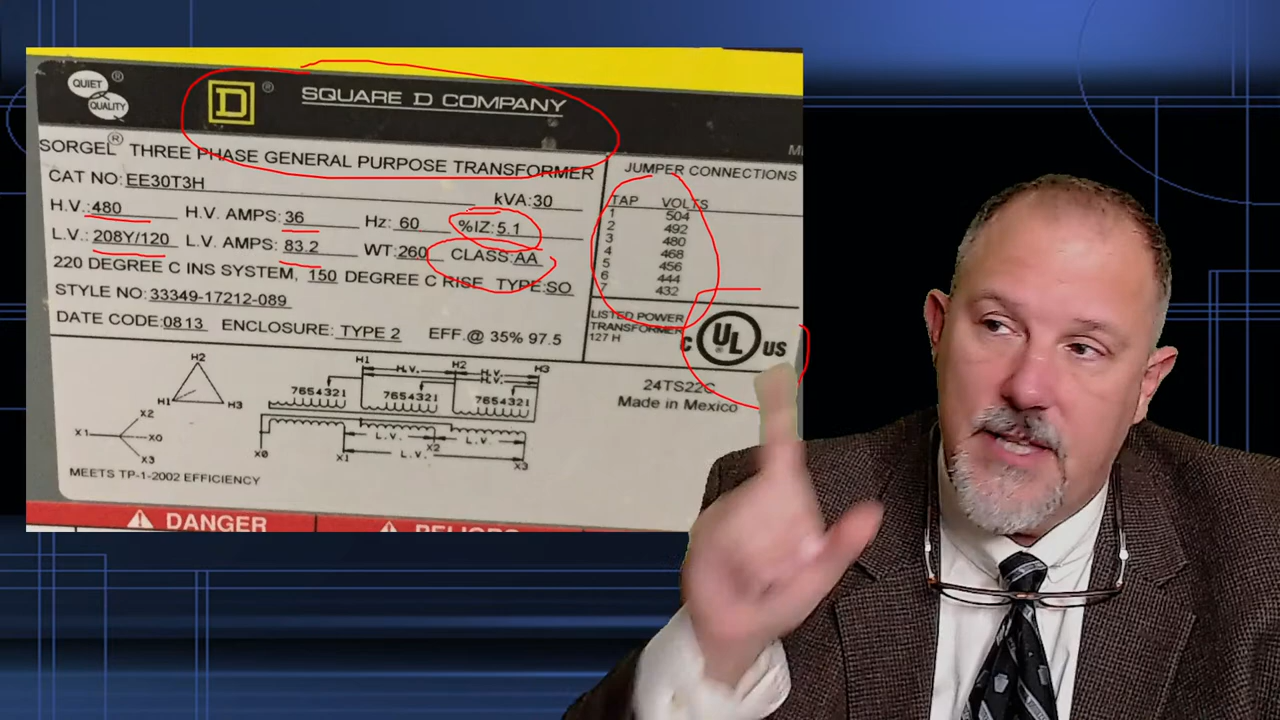 QUIET
QUALITY
®
D
®
SQUARE D COMPANY
SORGEL® THREE PHASE GENERAL PURPOSE TRANSFORMER
CAT NO: EE30T3H
kVA: 30
H.V.: 480 H.V. AMPS: 36 Hz: 60 %IZ: 5.1
L.V.: 208Y/120 L.V. AMPS: 83.2 WT: 260 CLASS: AA
220 DEGREE C INS SYSTEM, 150 DEGREE C RISE TYPE: SO
STYLE NO: 33349-17212-089
DATE CODE: 0813 ENCLOSURE: TYPE 2 EFF.@ 35% 97.5
JUMPER CONNECTIONS
TAP VOLTS
1 504
2 492
3 480
4 468
5 456
6 444
7 432
LISTED POWER
TRANSFORMER
127 H
C UL US
24TS22C
Made in Mexico
H2
H1 H3
X2
X1 X0
X3
H1 H.V. H2 H.V. H3
H.V.
7654321 7654321 7654321
L.V. L.V.
X0 X1 L.V. X2 X3
MEETS TP-1-2002 EFFICIENCY
DANGER